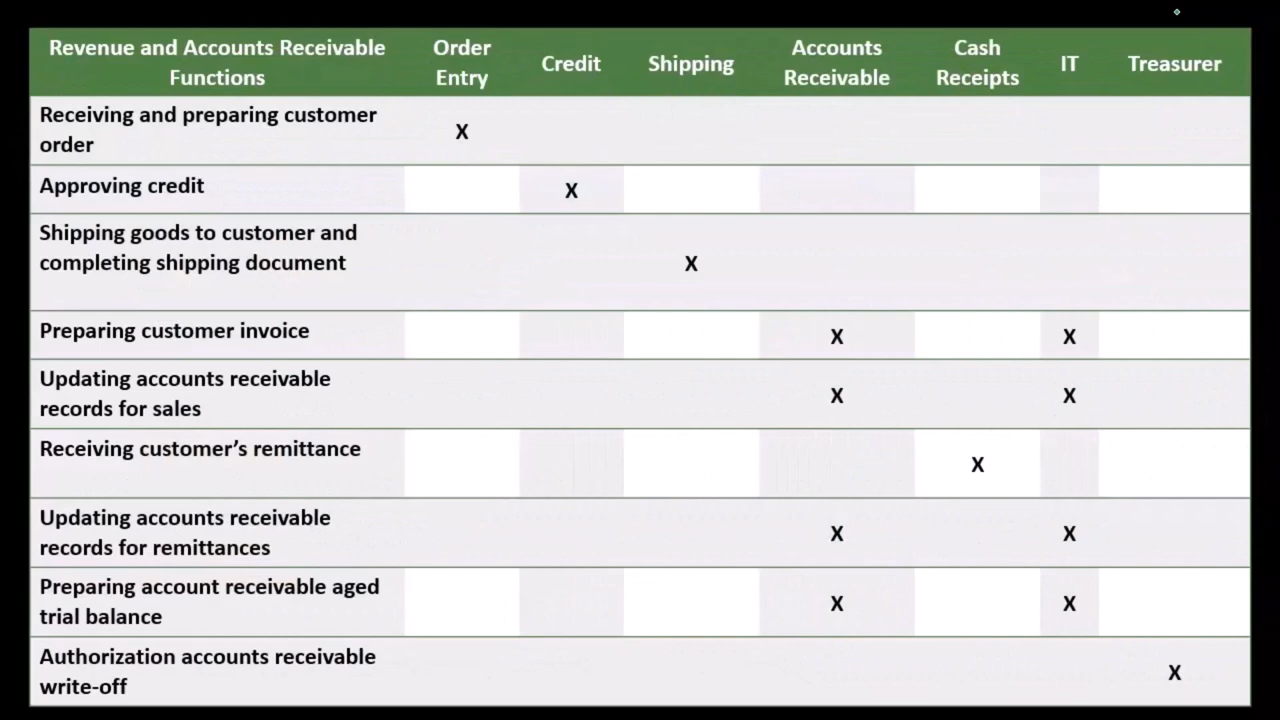 Revenue and Accounts Receivable Functions Order Entry Credit Shipping Accounts Receivable Cash Receipts IT Treasurer
Receiving and preparing customer
order
X
Approving credit X
Shipping goods to customer and
completing shipping document X
Preparing customer invoice X X
Updating accounts receivable
records for sales
X X
Receiving customer’s remittance X
Updating accounts receivable
records for remittances
X X
Preparing account receivable aged
trial balance
X X
Authorization accounts receivable
write-off
X